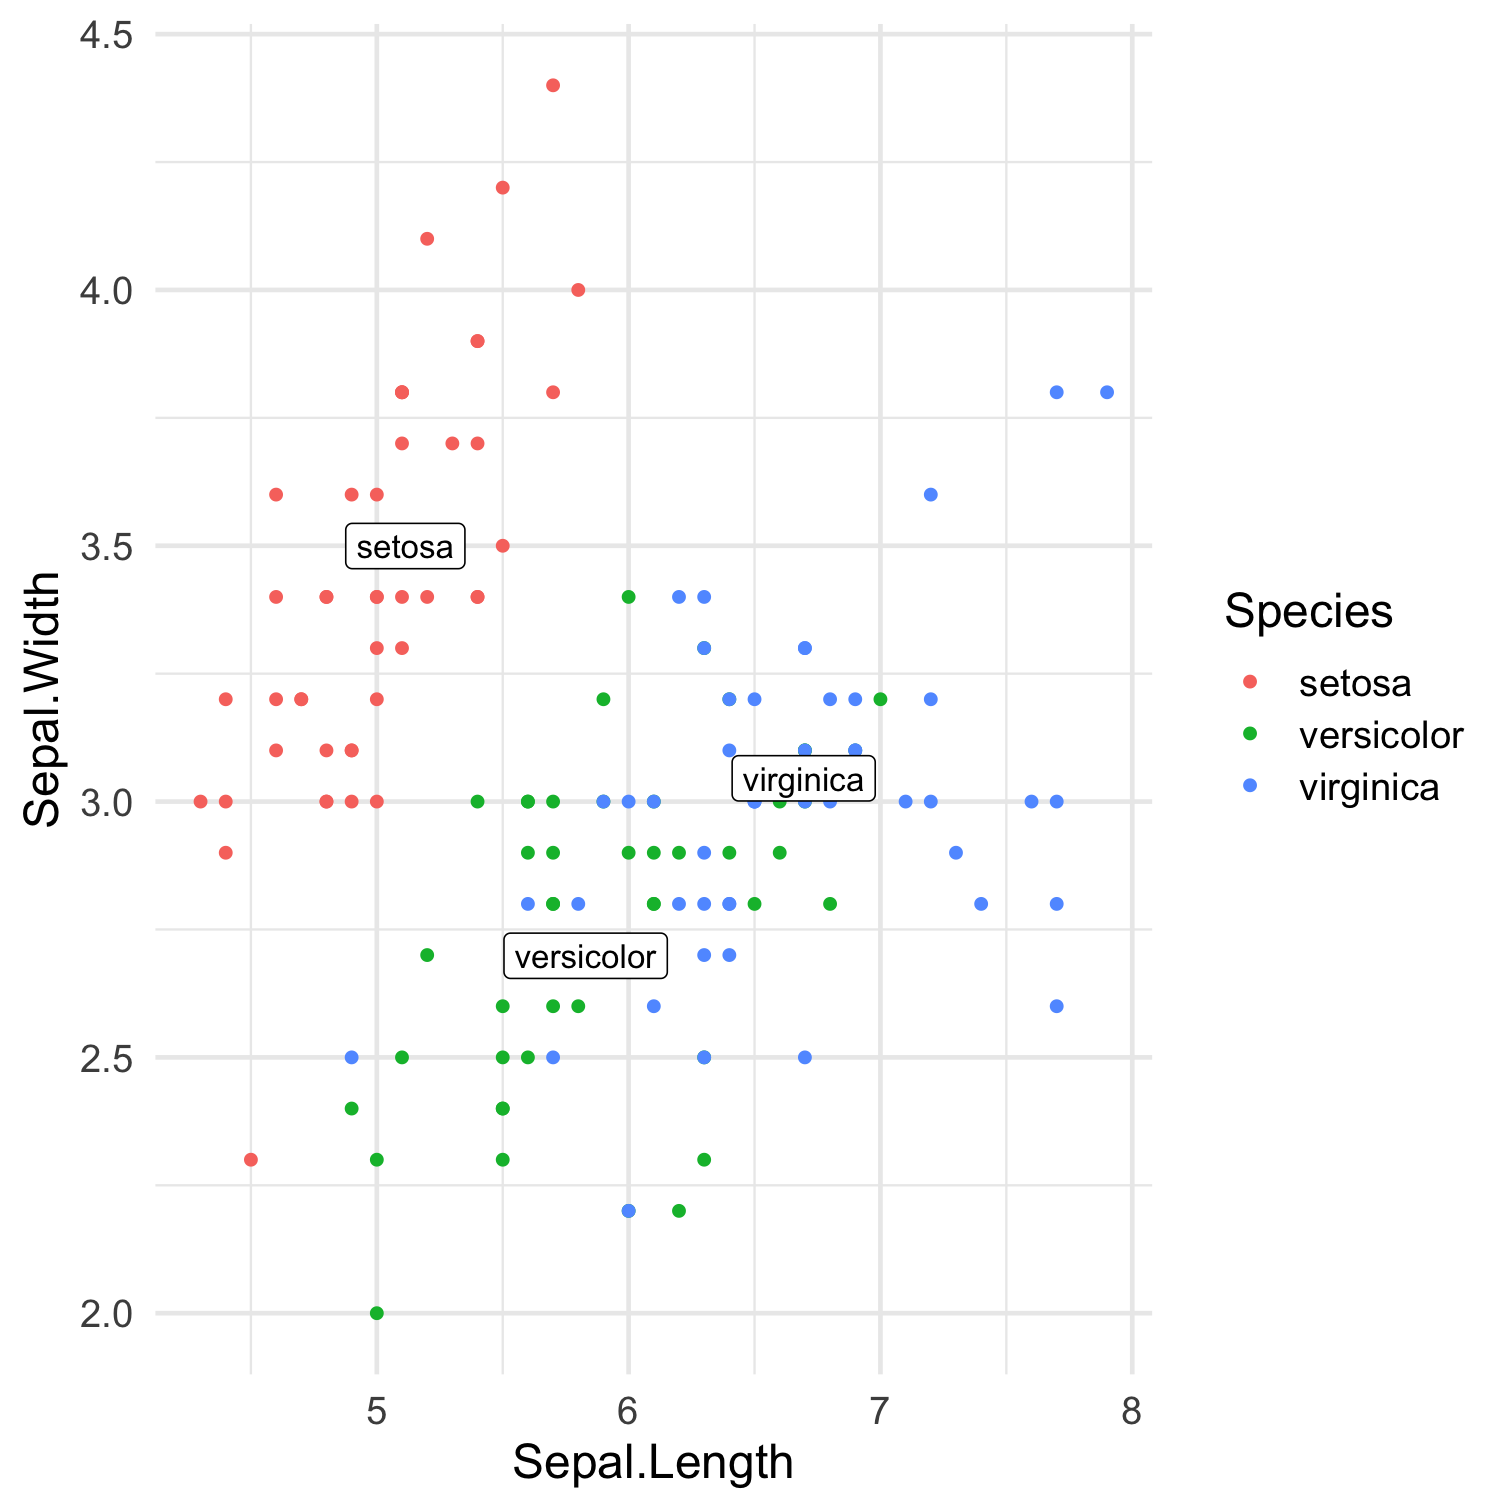 4.5
4.0
3.5
3.0
2.5
2.0
Sepal.Width
setosa
virginica
versicolor
5 6 7 8
Sepal.Length
Species
setosa
versicolor
virginica